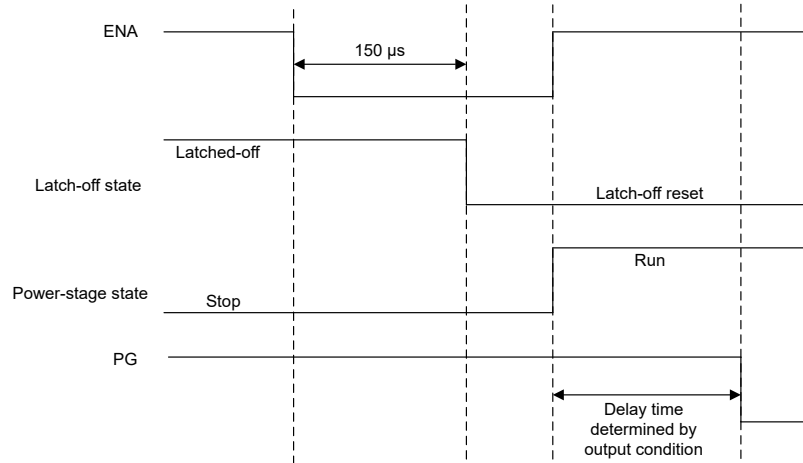 ENA
150 µs
Latched-off
Latch-off state
Latch-off reset
Run
Power-stage state
Stop
PG
Delay time
determined by
output condition